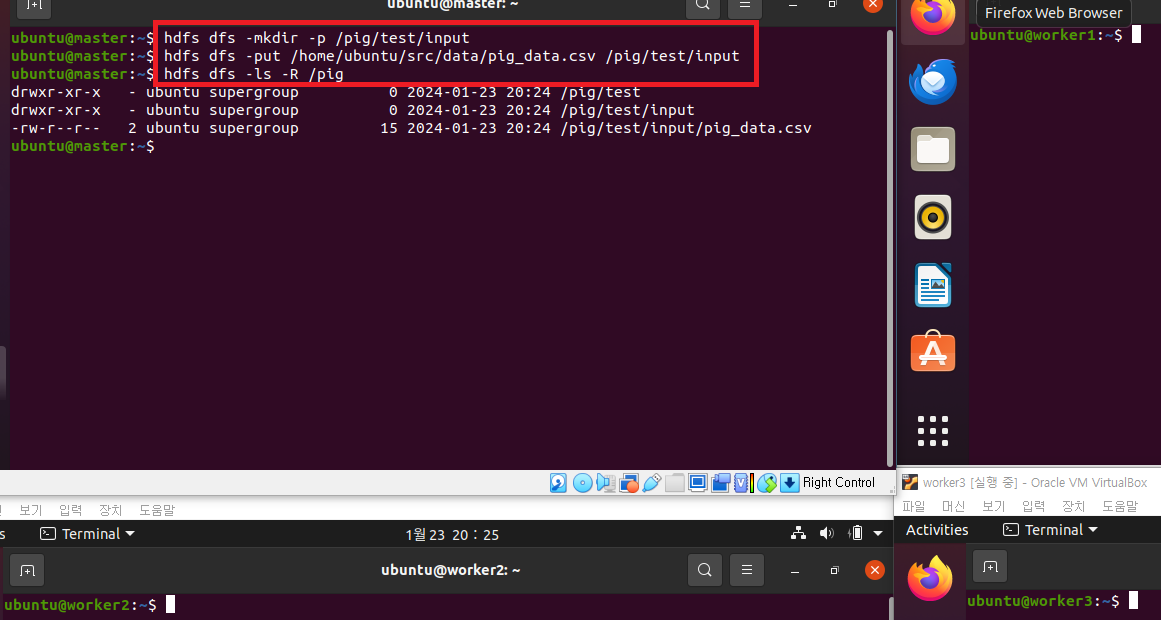 ubuntu@master: ~
Firefox Web Browser
ubuntu@master:~$ hdfs dfs -mkdir -p /pig/test/input
ubuntu@master:~$ hdfs dfs -put /home/ubuntu/src/data/pig_data.csv /pig/test/input
ubuntu@master:~$ hdfs dfs -ls -R /pig
drwxr-xr-x   - ubuntu supergroup          0 2024-01-23 20:24 /pig/test
drwxr-xr-x   - ubuntu supergroup          0 2024-01-23 20:24 /pig/test/input
-rw-r--r--   2 ubuntu supergroup         15 2024-01-23 20:24 /pig/test/input/pig_data.csv
ubuntu@master:~$
ubuntu@worker1:~$
Right Control
보기 입력 장치 도움말
Terminal
1월 23 20：25
ubuntu@worker2: ~
ubuntu@worker2:~$
worker3 [실행 중] - Oracle VM VirtualBox
파일 머신 보기 입력 장치 도움말
Activities Terminal
ubuntu@worker3:~$